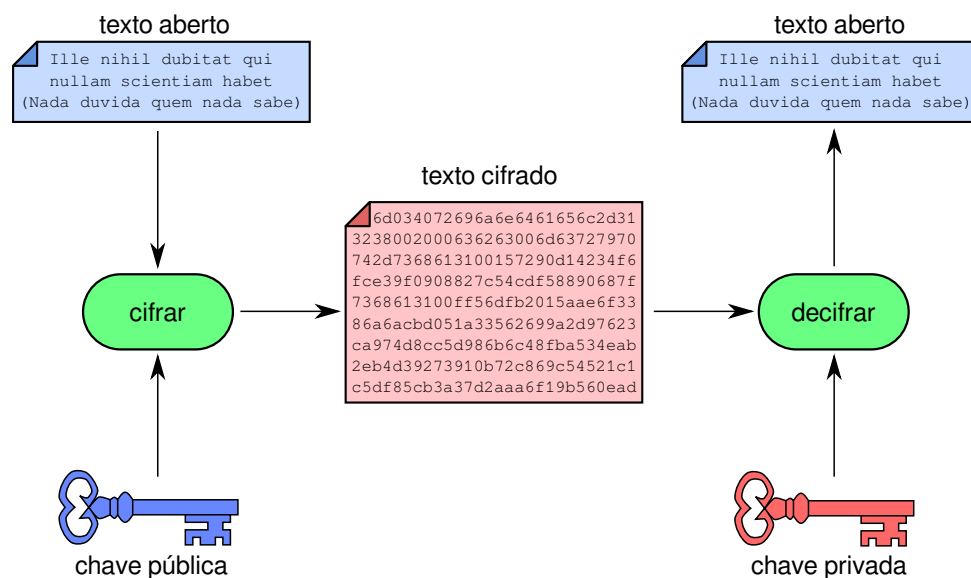 texto aberto
Ille nihil dubitat qui
nullam scientiam habet
(Nada duvida quem nada sabe)
texto aberto
Ille nihil dubitat qui
nullam scientiam habet
(Nada duvida quem nada sabe)
texto cifrado
6d034072696a6e6461656c2d31
3238002000636263006d63727970
742d7368613100157290d14234f6
fce39f0908827c54cdf58890687f
7368613100ff56dfb2015aae6f33
86a6acbd051a33562699a2d97623
ca974d8cc5d986b6c48fba534eab
2eb4d39273910b72c869c54521c1
c5df85cb3a37d2aaa6f19b560ead
cifrar
decifrar
chave pública
chave privada